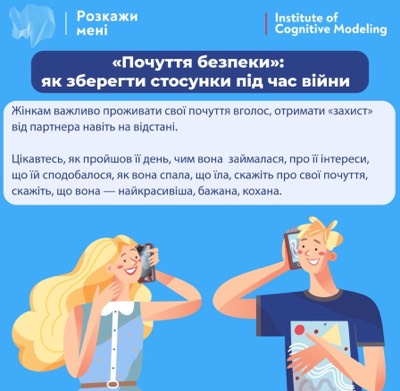 Розкажи
мені
Institute of
Cognitive Modeling
«Почуття безпеки»:
як зберегти стосунки під час війни
Жінкам важливо проживати свої почуття вголос, отримати «захист»
від партнера навіть на відстані.
Цікавтесь, як пройшов її день, чим вона займалася, про її інтереси,
що їй сподобалося, як вона спала, що їла, скажіть про свої почуття,
скажіть, що вона — найкрасивіша, бажана, кохана.